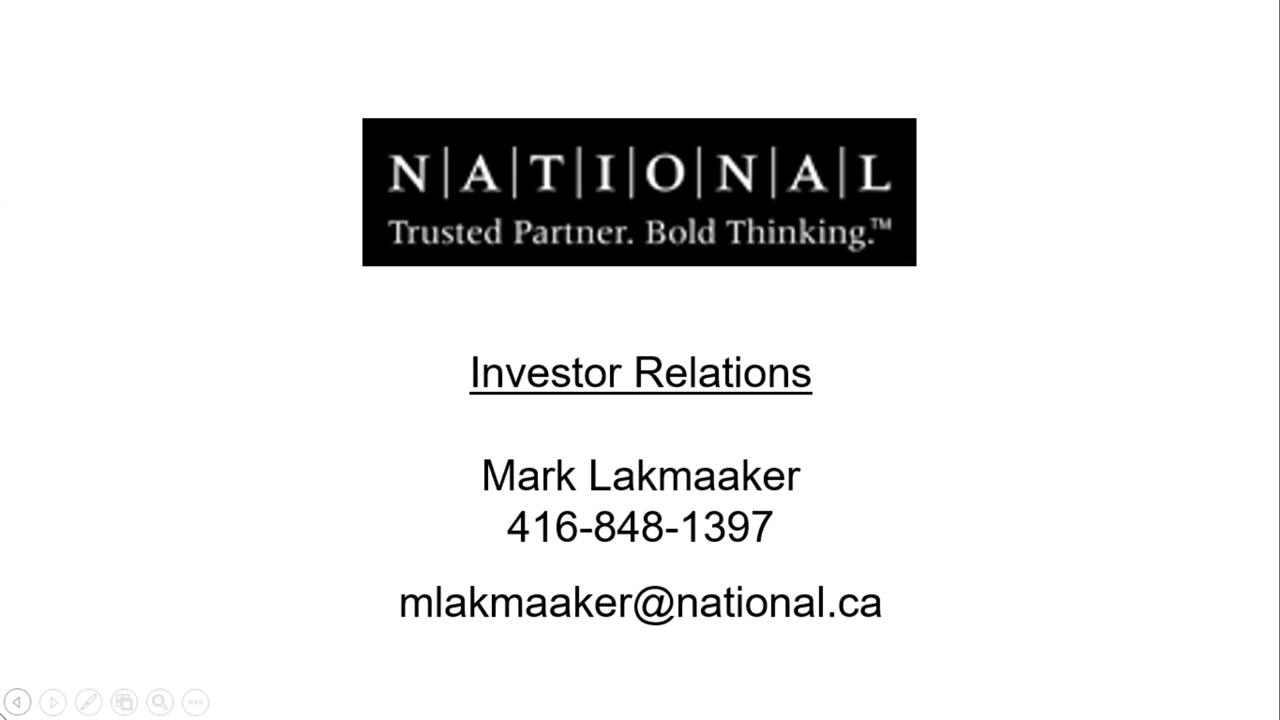 N|A|T|I|O|N|A|L
Trusted Partner. Bold Thinking.™
Investor Relations
Mark Lakmaaker
416-848-1397
mlakmaaker@national.ca